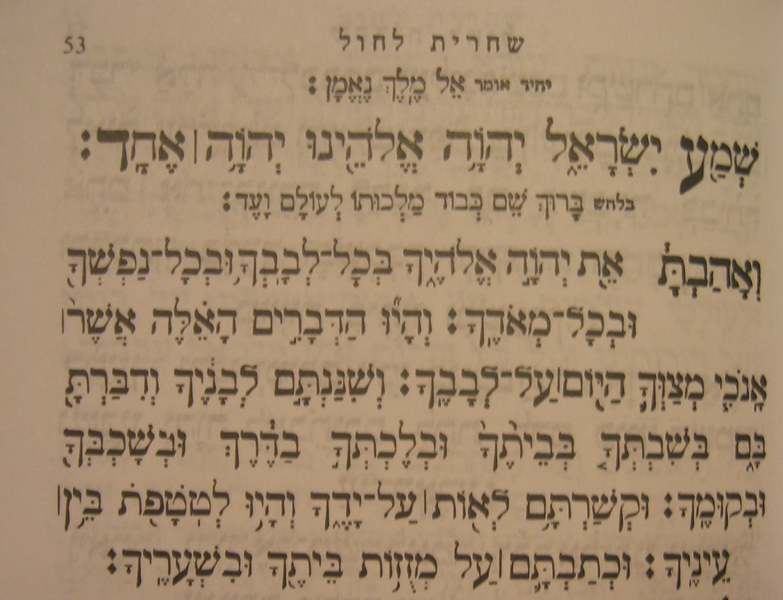 שחרית לחול 53
יחיד אומר אֵל מֶלֶךְ נֶאֱמָן:
שְׁמַע יִשְׂרָאֵל יְהוָֹה אֱלֹהֵינוּ יְהוָֹה | אֶחָד:
בלחש בָּרוּךְ שֵׁם כְּבוֹד מַלְכוּתוֹ לְעוֹלָם וָעֶד:
וְאָהַבְתָּ אֵת יְהוָֹה אֱלֹהֶיךָ בְּכָל־לְבָבְךָ וּבְכָל־נַפְשְׁךָ
וּבְכָל־מְאֹדֶךָ: וְהָיוּ הַדְּבָרִים הָאֵלֶּה אֲשֶׁר |
אָנֹכִי מְצַוְּךָ הַיּוֹם | עַל־לְבָבֶךָ: וְשִׁנַּנְתָּם לְבָנֶיךָ וְדִבַּרְתָּ
בָּם בְּשִׁבְתְּךָ בְּבֵיתֶךָ וּבְלֶכְתְּךָ בַדֶּרֶךְ וּבְשָׁכְבְּךָ
וּבְקוּמֶךָ: וּקְשַׁרְתָּם לְאוֹת | עַל־יָדֶךָ וְהָיוּ לְטֹטָפֹת בֵּין |
עֵינֶיךָ: וּכְתַבְתָּם | עַל מְזֻזוֹת בֵּיתֶךָ וּבִשְׁעָרֶיךָ: